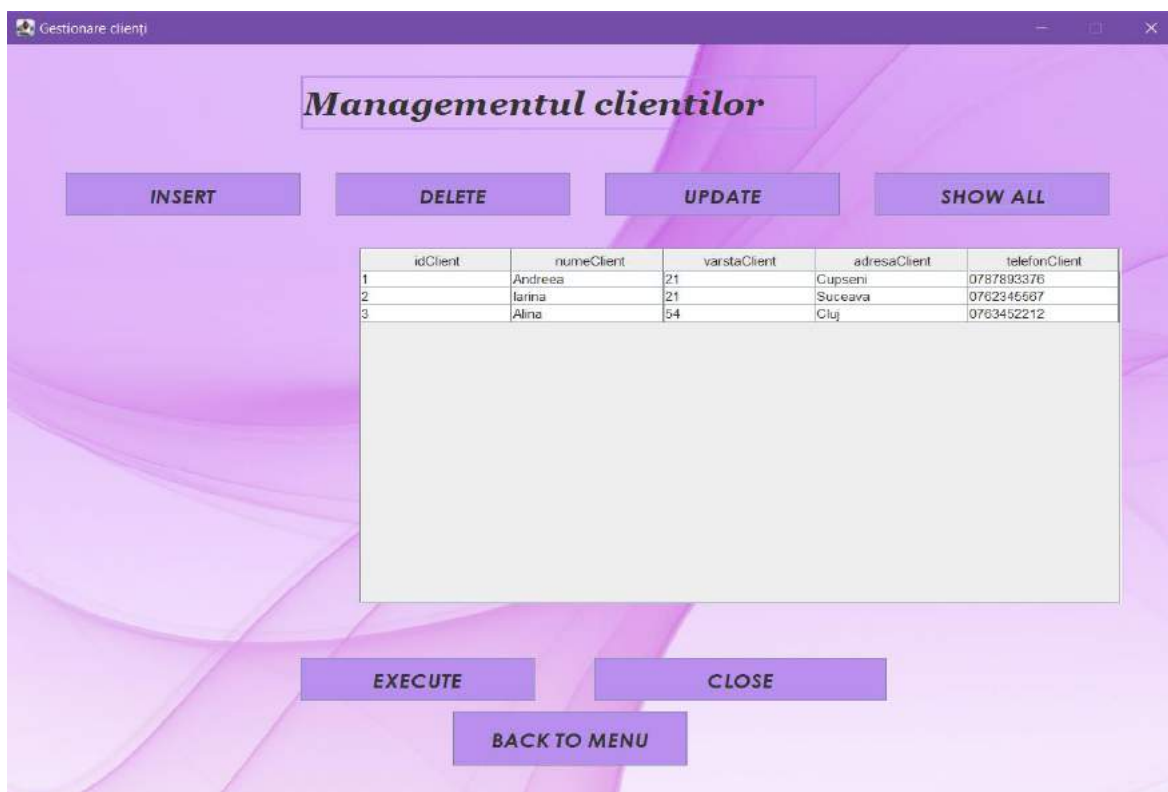 Gestionare clienți
Managementul clientilor
INSERT DELETE UPDATE SHOW ALL
idClient numeClient varstaClient adresaClient telefonClient
1 Andreea 21 Cupseni 0787893376
2 Iarina 21 Suceava 0762345567
3 Alina 54 Cluj 0763452212
EXECUTE CLOSE
BACK TO MENU